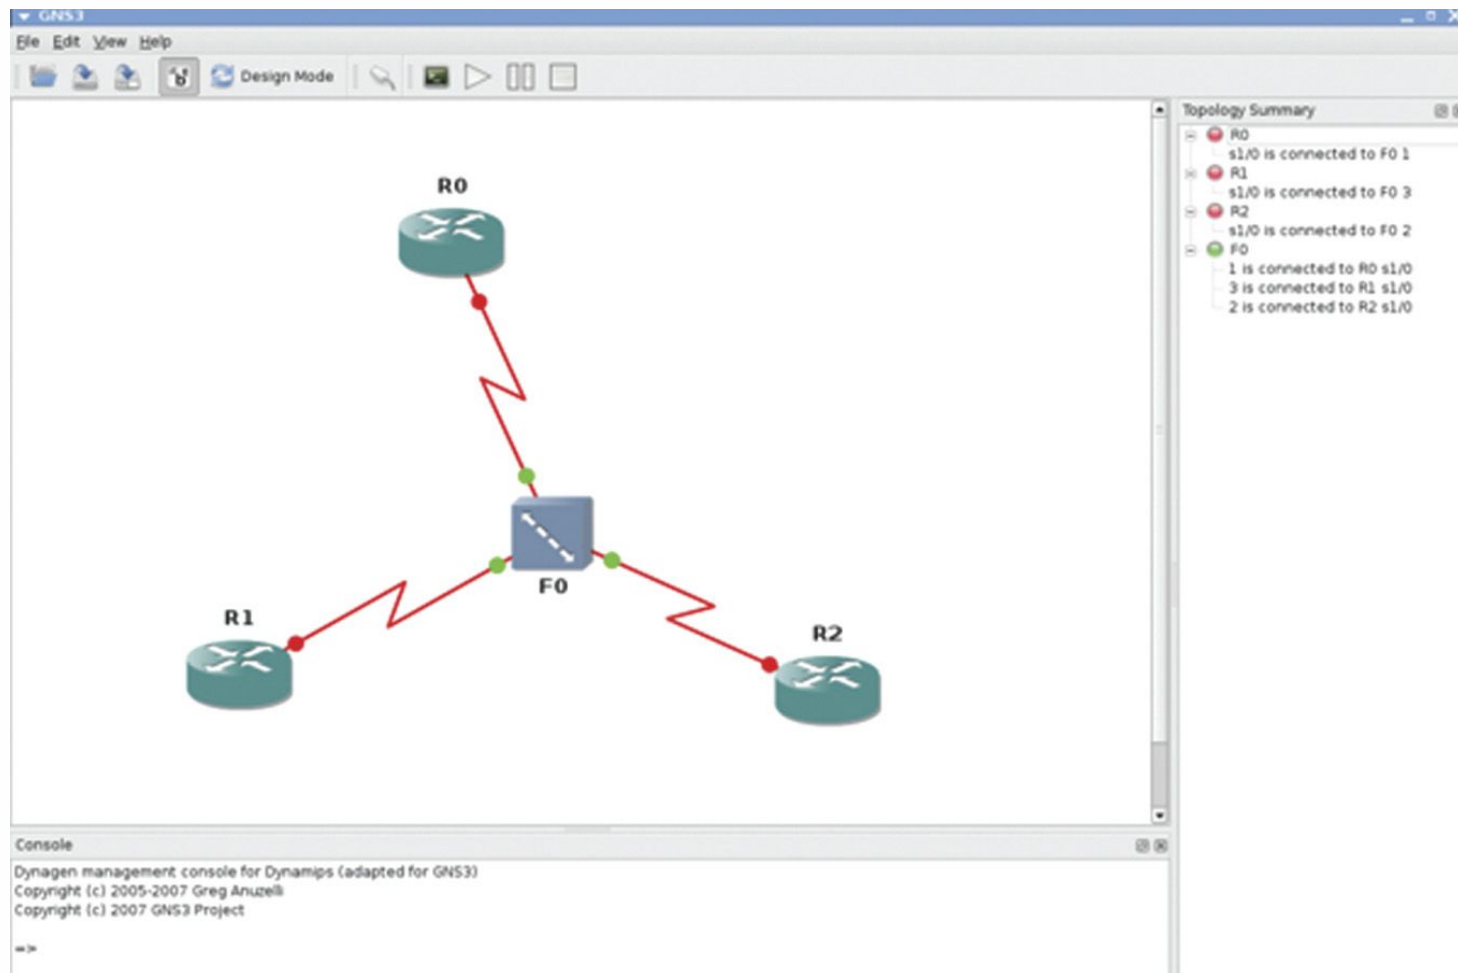 GNS3
File Edit View Help
Design Mode
R0
F0
R1
R2
Topology Summary
R0
s1/0 is connected to F0 1
R1
s1/0 is connected to F0 3
R2
s1/0 is connected to F0 2
F0
1 is connected to R0 s1/0
3 is connected to R1 s1/0
2 is connected to R2 s1/0
Console
Dynagen management console for Dynamips (adapted for GNS3)
Copyright (c) 2005-2007 Greg Anuzelli
Copyright (c) 2007 GNS3 Project
=>